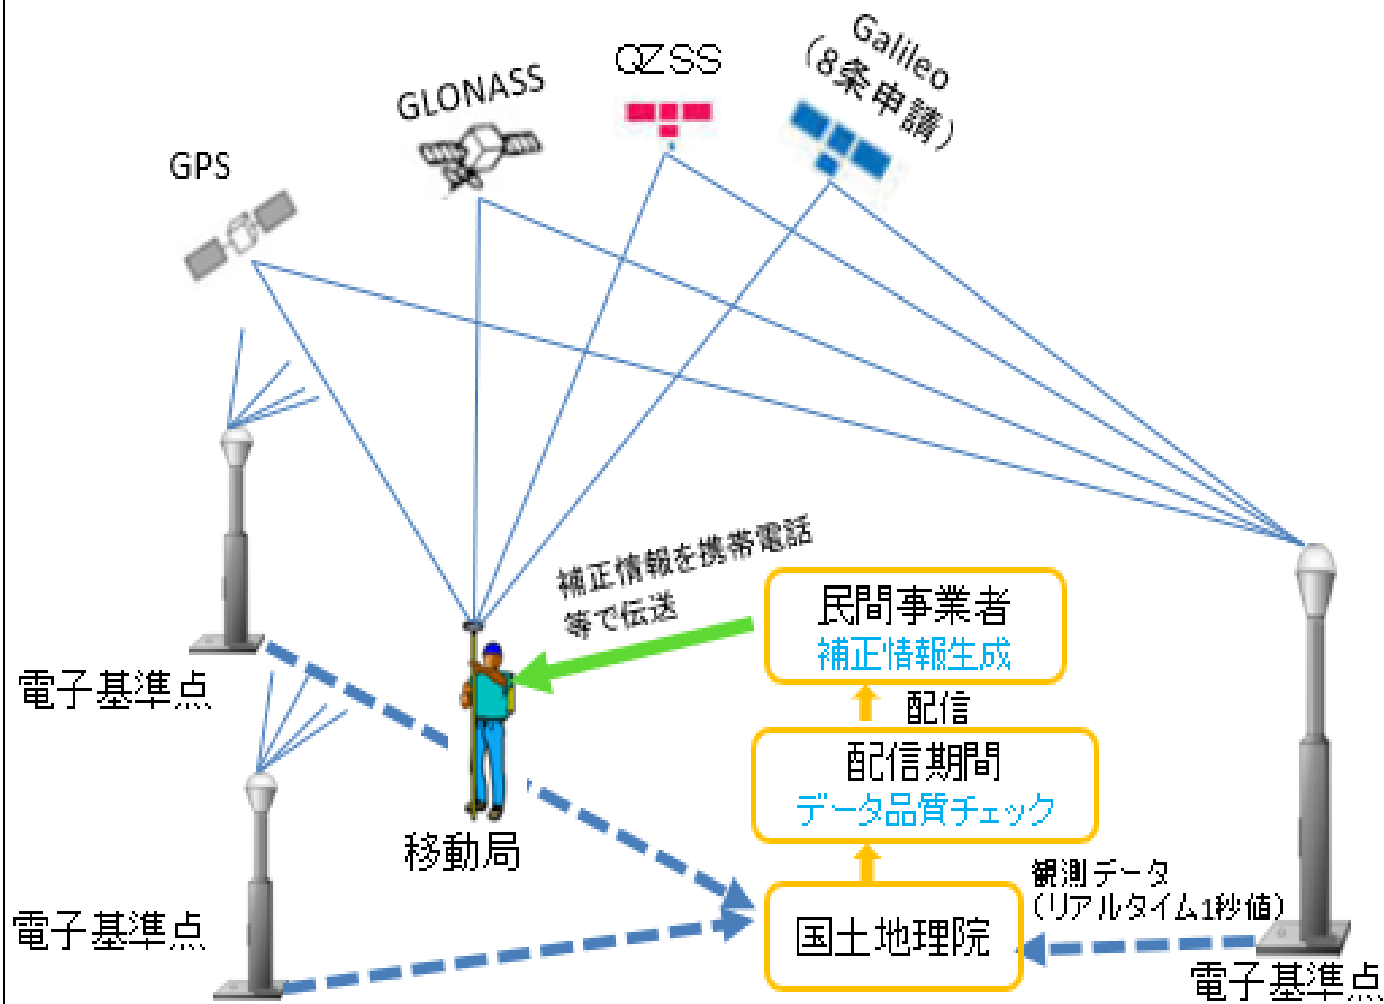 GPS
GLONASS
QZSS
Galileo
(8条申請)
補正情報を携帯電話
等で伝送
民間事業者
補正情報生成
配信
配信期間
データ品質チェック
電子基準点
移動局
電子基準点
国土地理院
観測データ
(リアルタイム1秒値)
電子基準点